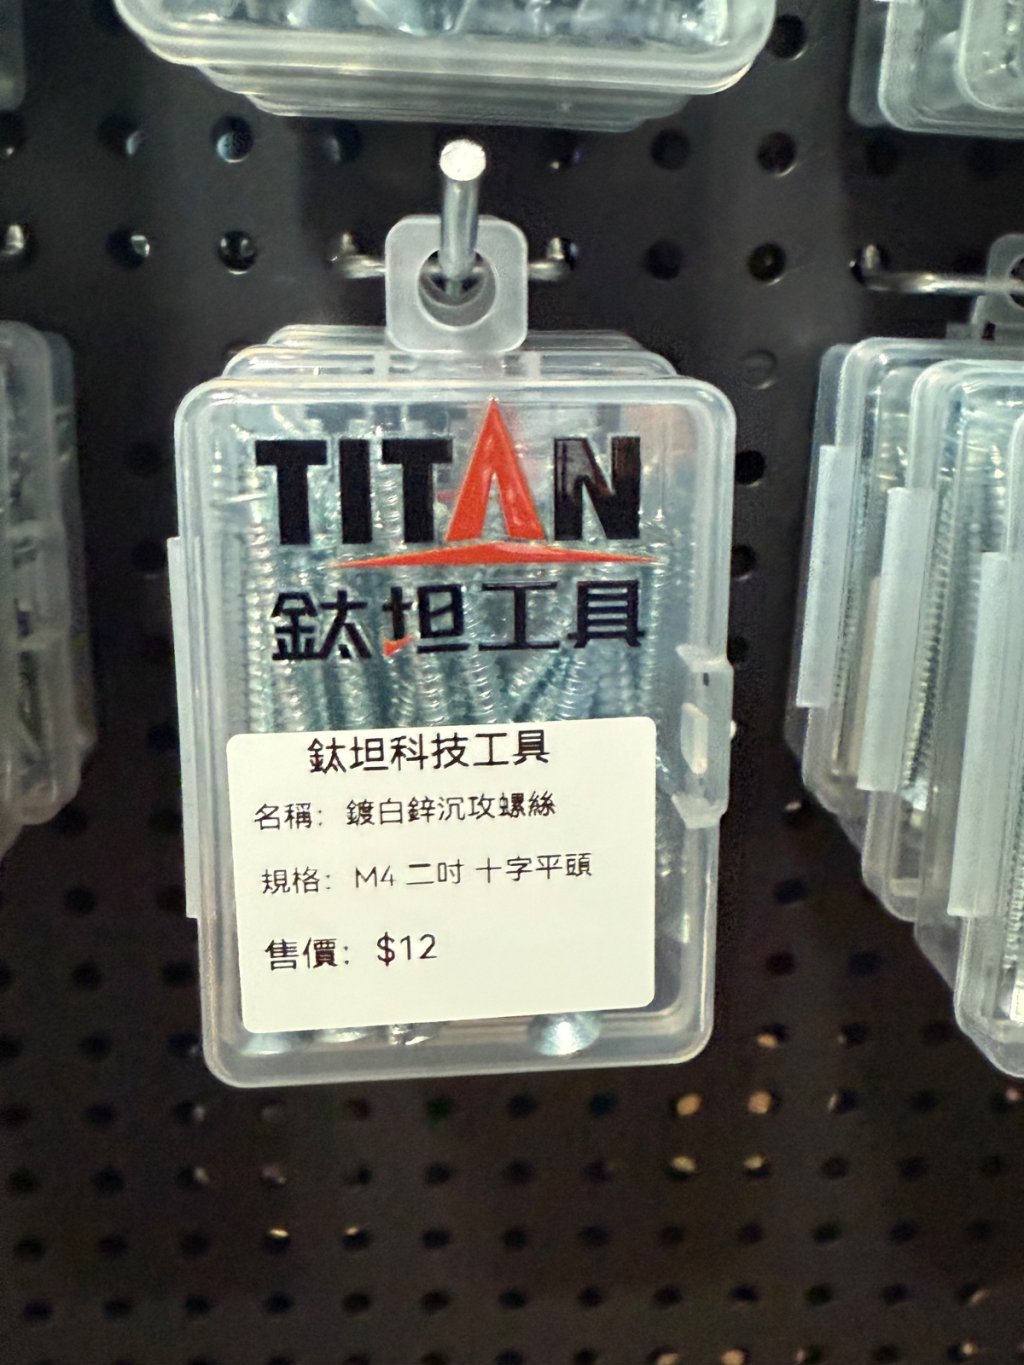 TITAN
鈦坦工具
鈦坦科技工具
名稱: 鍍白鋅沉攻螺絲
規格: M4 二吋 十字平頭
售價: $12